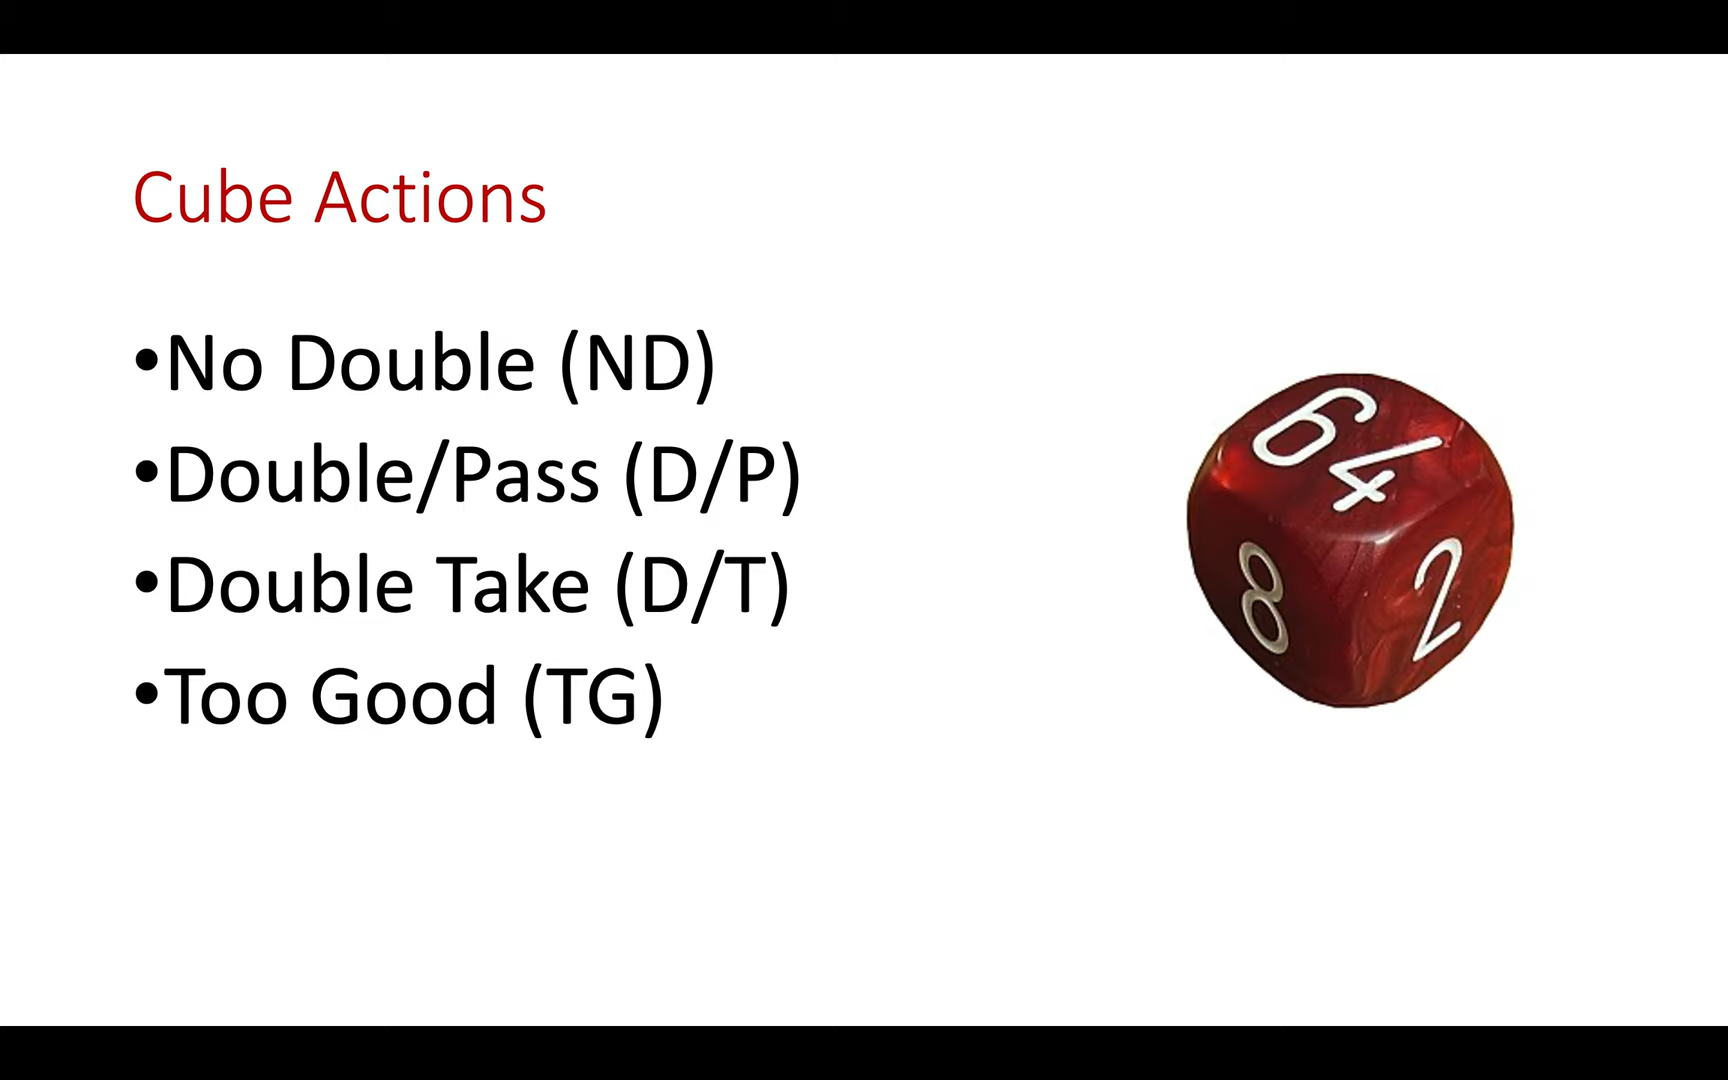 Cube Actions
•No Double (ND)
•Double/Pass (D/P)
•Double Take (D/T)
•Too Good (TG)
64
8
2